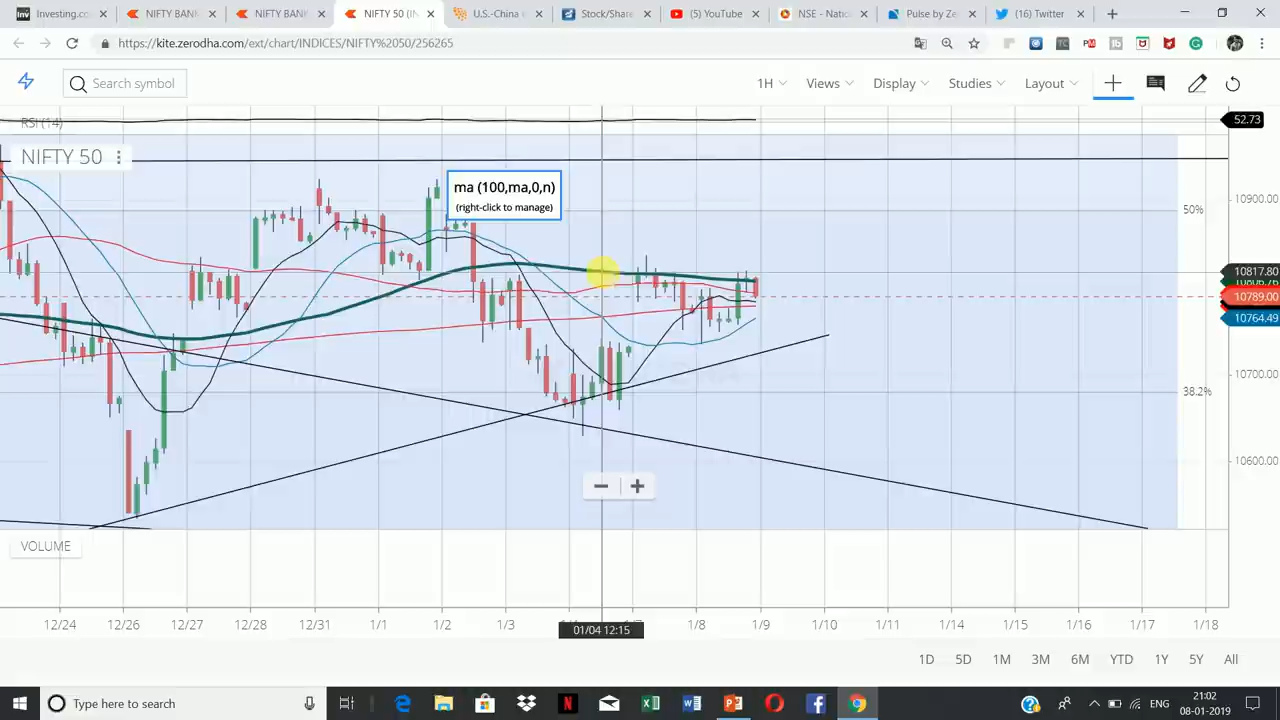 Investing.co
NIFTY BAN
NIFTY BAN
NIFTY 50 (IN
U.S.-China
Stock/Share
(5) YouTube
NSE - Natio
Pulse by Ze
(16) Twitter
https://kite.zerodha.com/ext/chart/INDICES/NIFTY%2050/256265
Search symbol
1H Views Display Studies Layout
RSI (14)
52.73
NIFTY 50
ma (100,ma,0,n)
(right-click to manage)
50%
10900.00
10817.80
10789.00
10764.49
10700.00
38.2%
10600.00
VOLUME
12/24 12/26 12/27 12/28 12/31 1/1 1/2 1/3 1/8 1/9 1/10 1/11 1/14 1/15 1/16 1/17 1/18
01/04 12:15
1D 5D 1M 3M 6M YTD 1Y 5Y All
Type here to search
ENG
21:02
08-01-2019